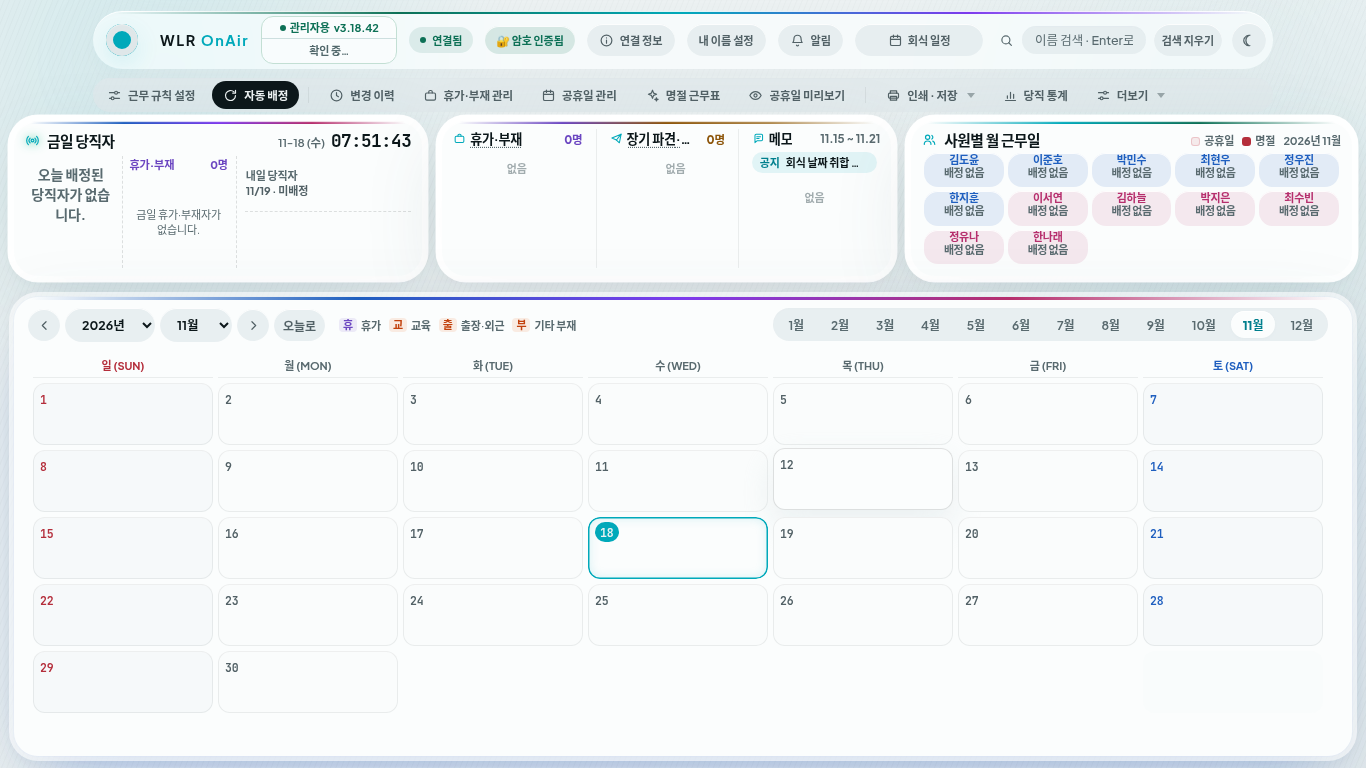 WLR OnAir
관리자용 v3.18.42
확인 중…
연결됨
암호 인증됨
연결 정보
내 이름 설정
알림
회식 일정
이름 검색 · Enter로
검색 지우기
근무 규칙 설정
자동 배정
변경 이력
휴가·부재 관리
공휴일 관리
명절 근무표
공휴일 미리보기
인쇄 · 저장
당직 통계
더보기
금일 당직자
11-18 (수) 07:51:43
오늘 배정된
당직자가 없습
니다.
휴가·부재 0명
금일 휴가·부재자가
없습니다.
내일 당직자
11/19 · 미배정
휴가·부재 0명
없음
장기 파견·… 0명
없음
메모 11.15 ~ 11.21
공지 회식 날짜 취합 …
없음
사원별 월 근무일
공휴일 명절 2026년 11월
김도윤 이준호 박민수 최현우 정우진
배정 없음 배정 없음 배정 없음 배정 없음 배정 없음
한지훈 이서연 김하늘 박지은 최수빈
배정 없음 배정 없음 배정 없음 배정 없음 배정 없음
정유나 한나래
배정 없음 배정 없음
2026년 11월 오늘로
휴 휴가 교 교육 출 출장·외근 부 기타 부재
1월 2월 3월 4월 5월 6월 7월 8월 9월 10월 11월 12월
일 (SUN) 월 (MON) 화 (TUE) 수 (WED) 목 (THU) 금 (FRI) 토 (SAT)
1 2 3 4 5 6 7
8 9 10 11 12 13 14
15 16 17 18 19 20 21
22 23 24 25 26 27 28
29 30